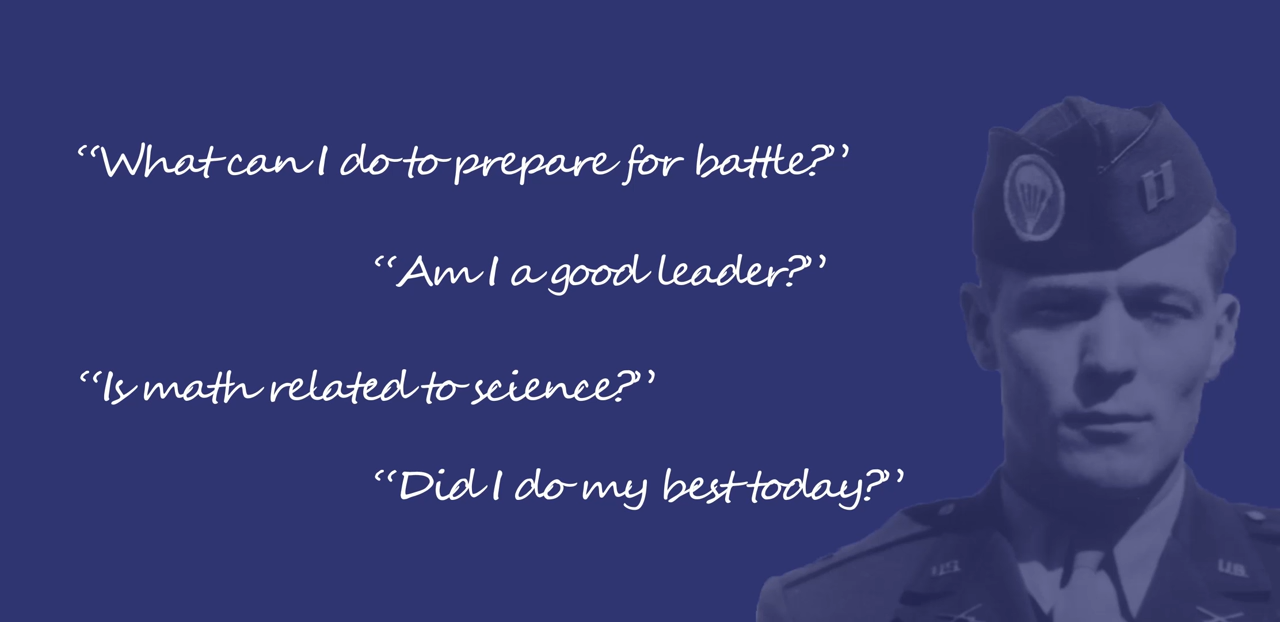 “What can I do to prepare for battle?”
“Am I a good leader?”
“Is math related to science?”
“Did I do my best today?”
U.S.
U.S.